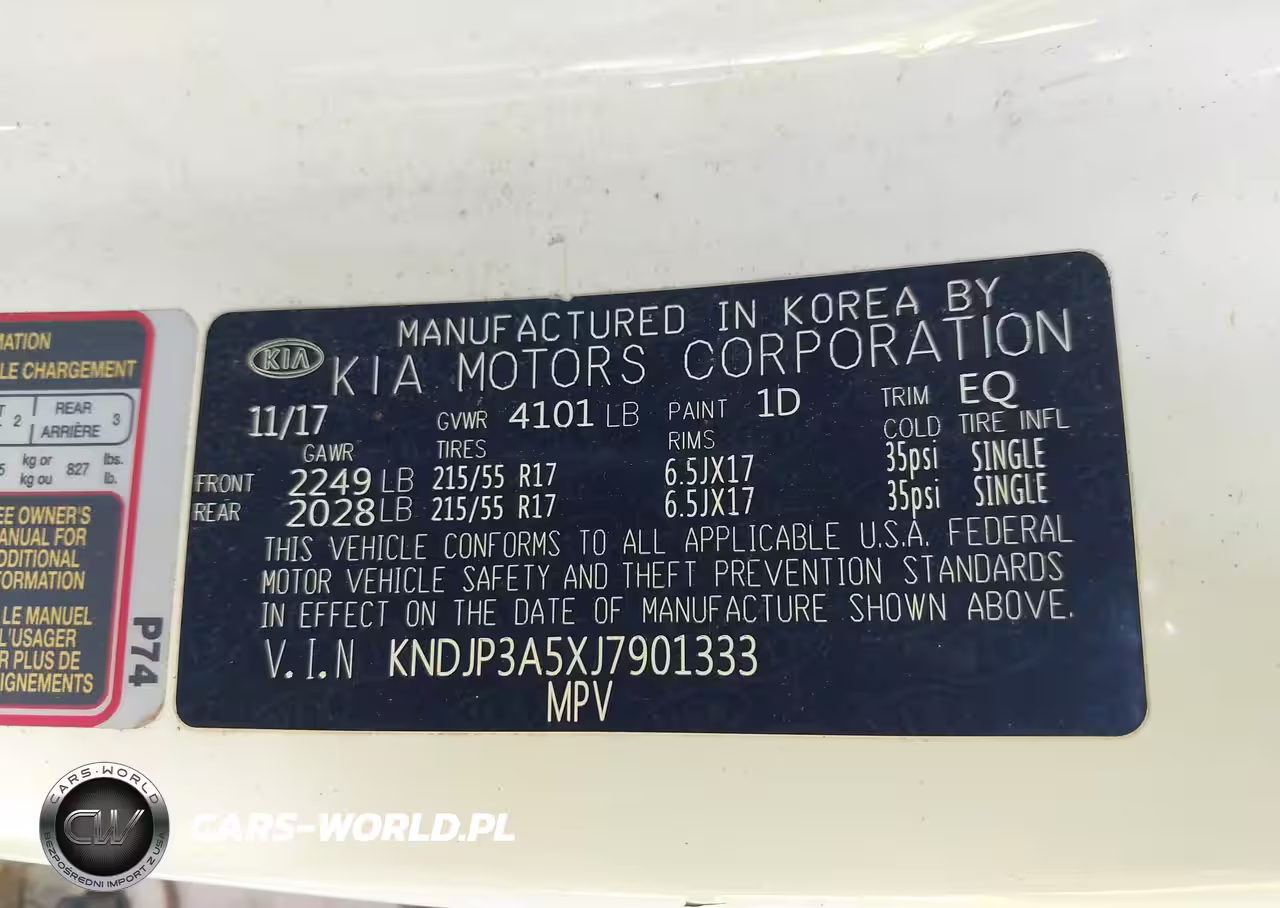 MATION
LE CHARGEMENT
2 REAR 3
ARRIÈRE
kg or 827 lbs.
kg ou lb.
EE OWNER'S
ANUAL FOR
DDITIONAL
FORMATION
LE MANUEL
L'USAGER
R PLUS DE
IGNEMENTS
P74
MANUFACTURED IN KOREA BY
KIA KIA MOTORS CORPORATION
11/17 GVWR 4101 LB PAINT 1D TRIM EQ
GAWR TIRES RIMS COLD TIRE INFL
FRONT 2249 LB 215/55 R17 6.5JX17 35psi SINGLE
REAR 2028 LB 215/55 R17 6.5JX17 35psi SINGLE
THIS VEHICLE CONFORMS TO ALL APPLICABLE U.S.A. FEDERAL
MOTOR VEHICLE SAFETY AND THEFT PREVENTION STANDARDS
IN EFFECT ON THE DATE OF MANUFACTURE SHOWN ABOVE.
V.I.N KNDJP3A5XJ7901333
MPV
CARS-WORLD
CW
BEZPOŚREDNI IMPORT Z USA
CARS-WORLD.PL